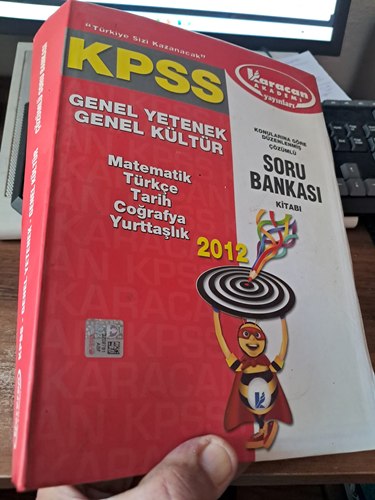 "Türkiye Sizi Kazanacak"
KPSS
GENEL YETENEK
GENEL KÜLTÜR
Matematik
Türkçe
Tarih
Coğrafya
Yurttaşlık
2012
Karacan
AKADEMİ
yayınları
KONULARINA GÖRE
DÜZENLENMİŞ
ÇÖZÜMLÜ
SORU
BANKASI
KİTABI